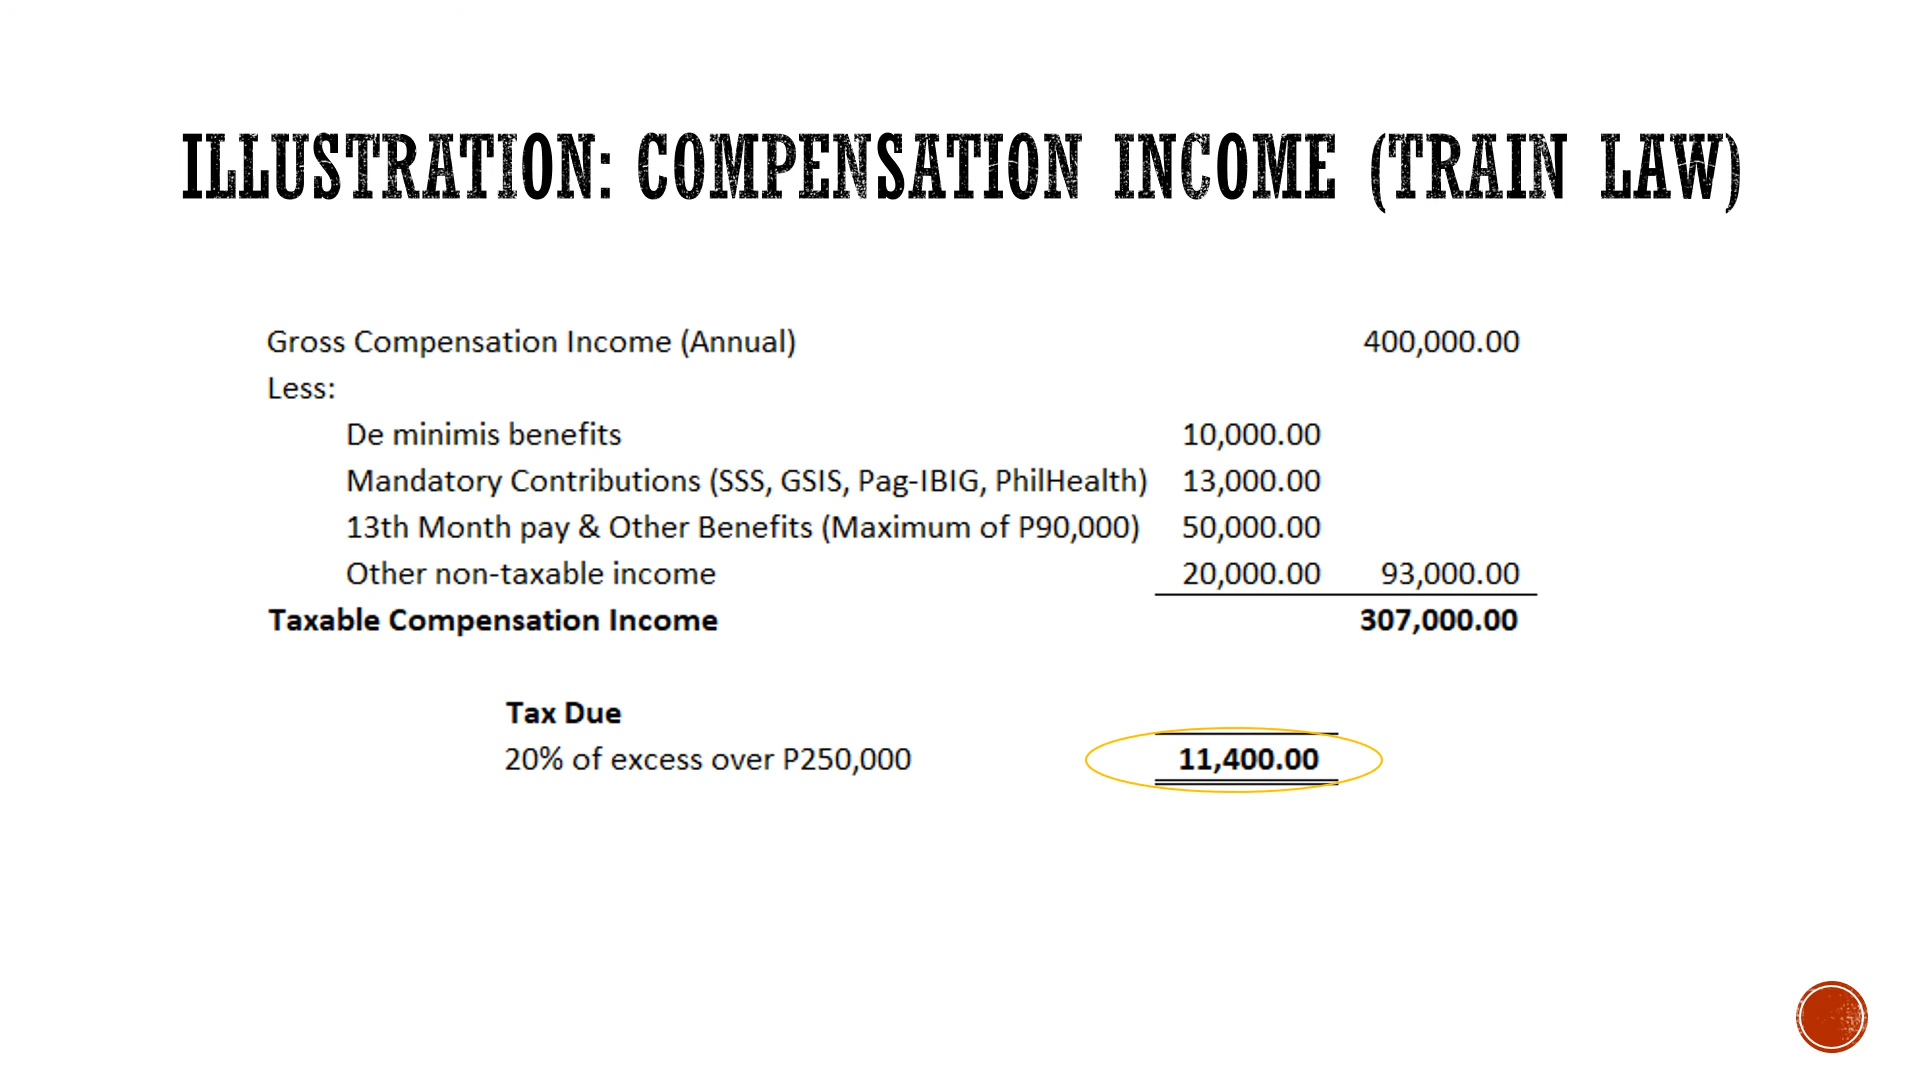 ILLUSTRATION: COMPENSATION INCOME (TRAIN LAW)
Gross Compensation Income (Annual) 400,000.00
Less:
De minimis benefits 10,000.00
Mandatory Contributions (SSS, GSIS, Pag-IBIG, PhilHealth) 13,000.00
13th Month pay & Other Benefits (Maximum of P90,000) 50,000.00
Other non-taxable income 20,000.00 93,000.00
Taxable Compensation Income 307,000.00
Tax Due
20% of excess over P250,000 11,400.00